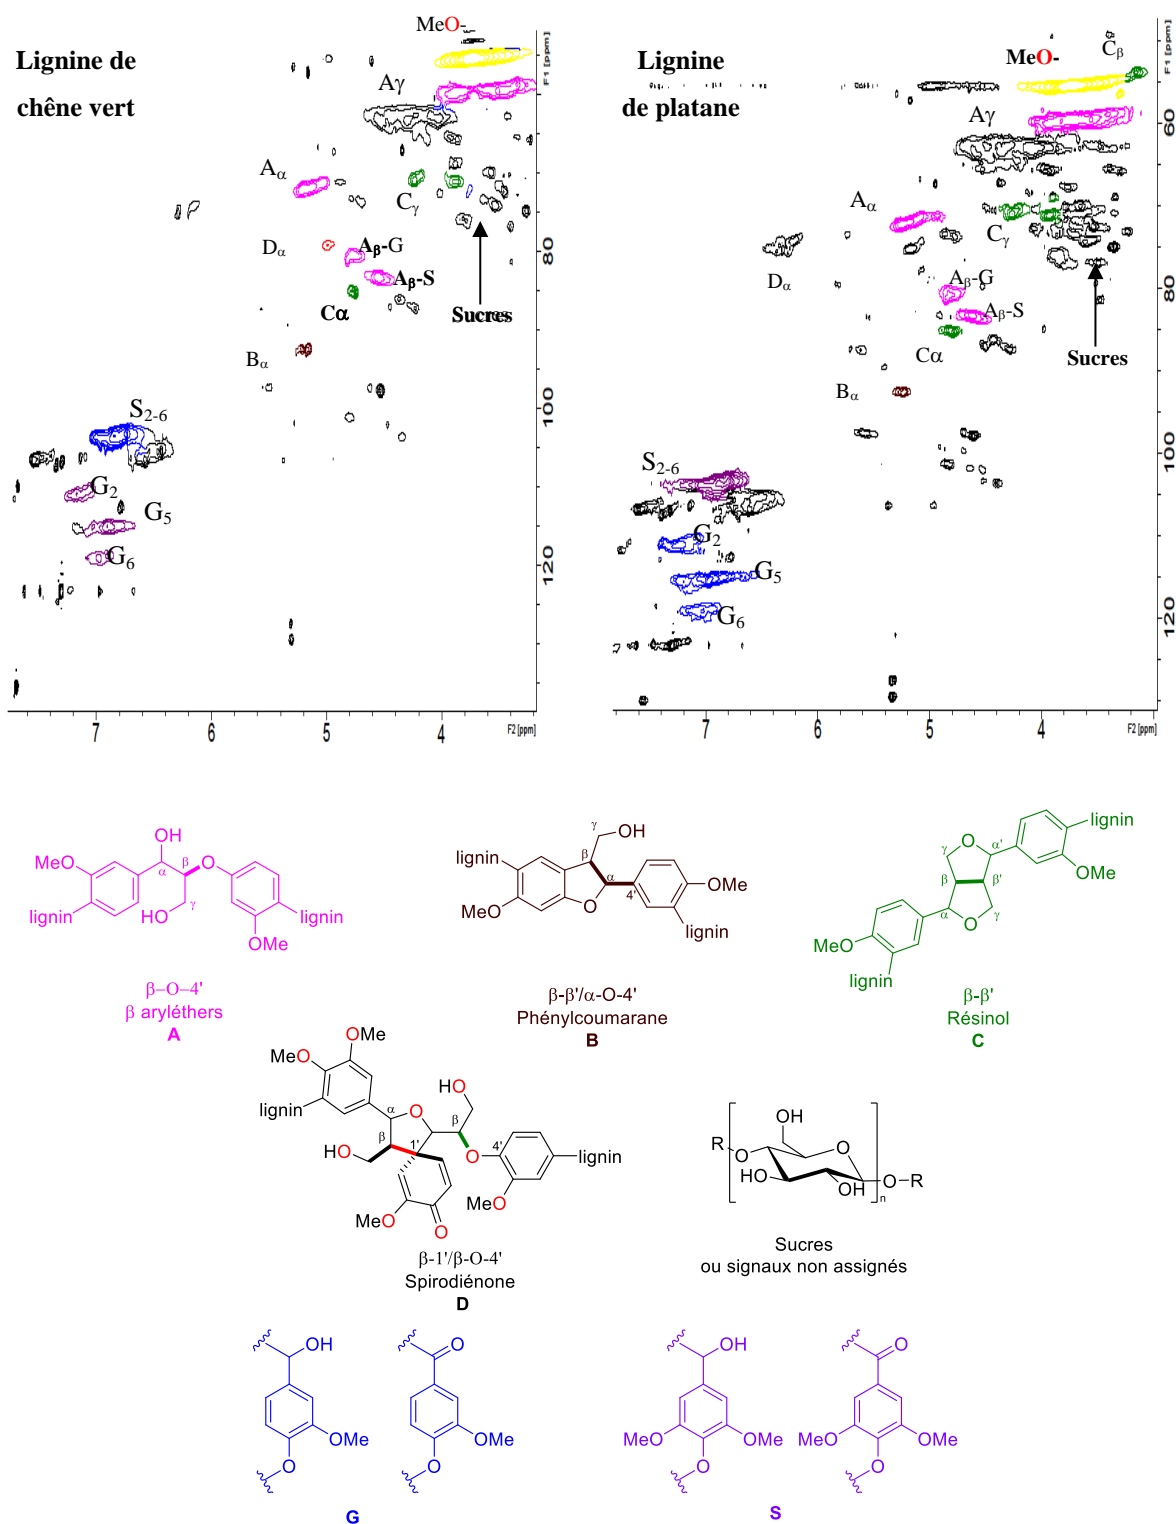 Lignine de
chêne vert
MeO-
Aγ
Aα
Cγ
Dα
Aβ-G
Aβ-S
Cα
Sucres
Bα
S2-6
G2
G5
G6
80
100
120
F1 [ppm]
7
6
5
4
F2 [ppm]
Lignine
de platane
Cβ
MeO-
Aγ
Aα
Cγ
Dα
Aβ-G
Aβ-S
Cα
Sucres
Bα
S2-6
G2
G5
G6
60
80
100
120
F1 [ppm]
7
6
5
4
F2 [ppm]
OH
MeO
α
β
O
γ
HO
lignin
lignin
OMe
β-O-4'
β aryléthers
A
γ
OH
lignin
β
α
4'
MeO
O
OMe
lignin
β-β'/α-O-4'
Phénylcoumarane
B
lignin
O
γ
α'
OMe
β
β'
α
O
γ
MeO
lignin
β-β'
Résinol
C
OMe
MeO
lignin
α
O
HO
β
β
1'
HO
O
4'
lignin
MeO
MeO
O
β-1'/β-O-4'
Spirodiénone
D
OH
R
O
O
HO
OH
O
R
n
Sucres
ou signaux non assignés
OH
OMe
O
O
OMe
O
G
OH
MeO
OMe
O
O
MeO
OMe
O
S